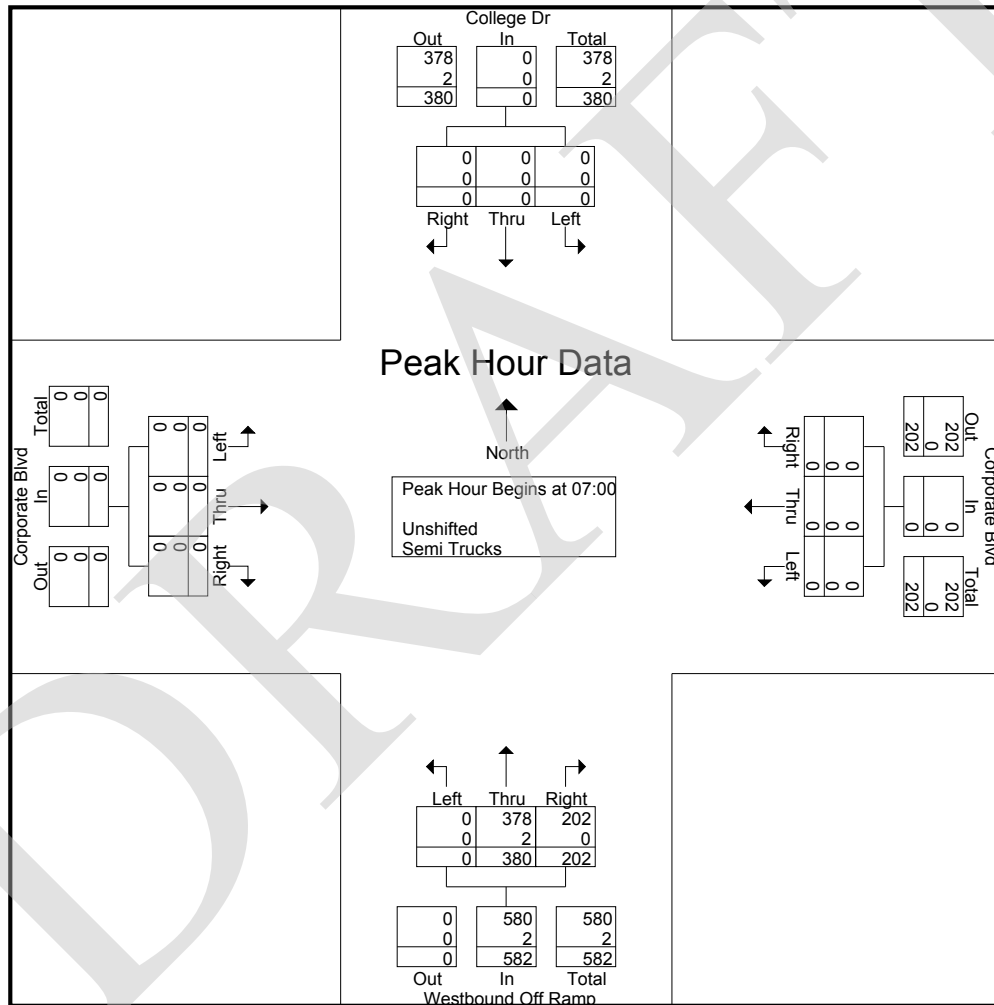 College Dr
Out In Total
378 0 378
2 0 2
380 0 380
0 0 0
0 0 0
0 0 0
Right Thru Left
Peak Hour Data
North
Peak Hour Begins at 07:00
Unshifted
Semi Trucks
Corporate Blvd
Out In Total
0 0 0
0 0 0
0 0 0
Right Thru Left
0 0 0
0 0 0
0 0 0
Corporate Blvd
Out In Total
202 0 202
0 0 0
202 0 202
Right Thru Left
0 0 0
0 0 0
0 0 0
Left Thru Right
0 378 202
0 2 0
0 380 202
0 580 580
0 2 2
0 582 582
Out In Total
Westbound Off Ramp
DRAFT